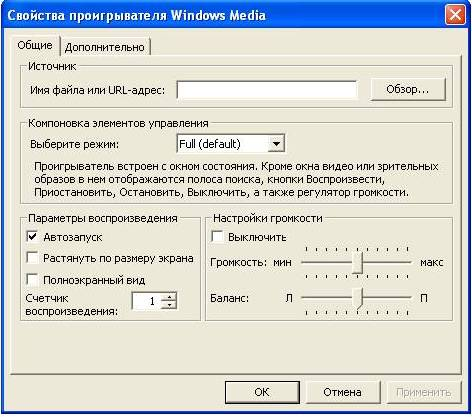 Свойства проигрывателя Windows Media
Общие Дополнительно
Источник
Имя файла или URL-адрес: Обзор...
Компоновка элементов управления
Выберите режим: Full (default)
Проигрыватель встроен с окном состояния. Кроме окна видео или зрительных
образов в нем отображаются полоса поиска, кнопки Воспроизвести,
Приостановить, Остановить, Выключить, а также регулятор громкости.
Параметры воспроизведения
Автозапуск
Растянуть по размеру экрана
Полноэкранный вид
Счетчик
воспроизведения: 1
Настройки громкости
Выключить
Громкость: мин макс
Баланс: Л П
ОК Отмена Применить